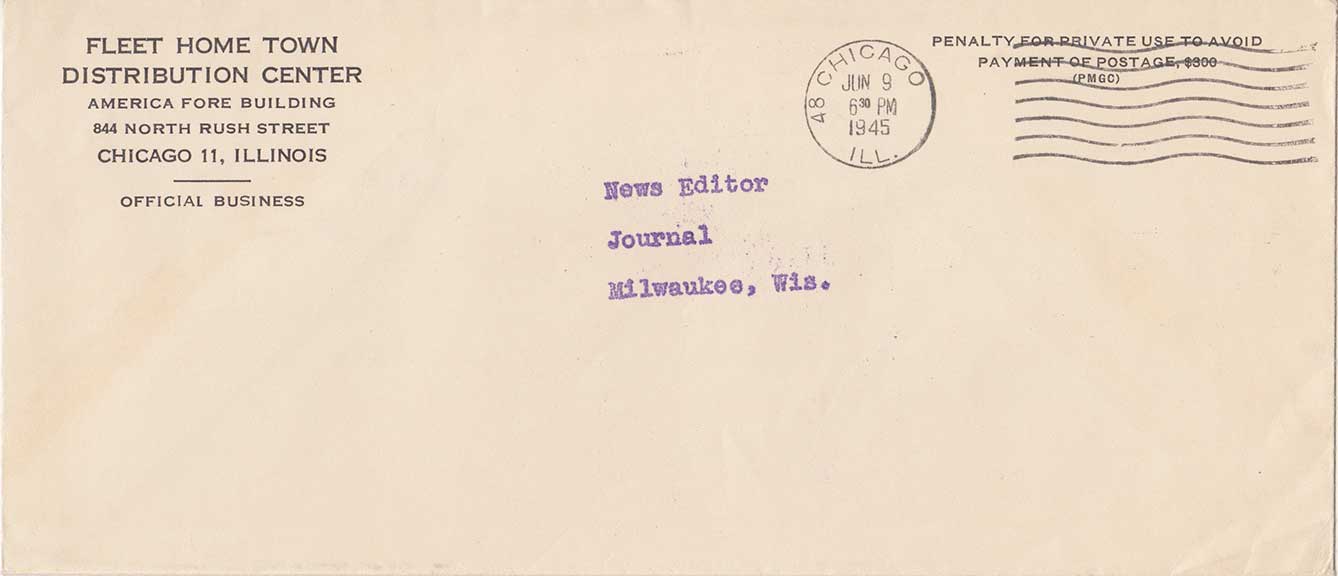 FLEET HOME TOWN
DISTRIBUTION CENTER
AMERICA FORE BUILDING
844 NORTH RUSH STREET
CHICAGO 11, ILLINOIS
OFFICIAL BUSINESS
48 CHICAGO
JUN 9
6 30 PM
1945
ILL.
PENALTY FOR PRIVATE USE TO AVOID
PAYMENT OF POSTAGE, $300
(PMGC)
News Editor
Journal
Milwaukee, Wis.